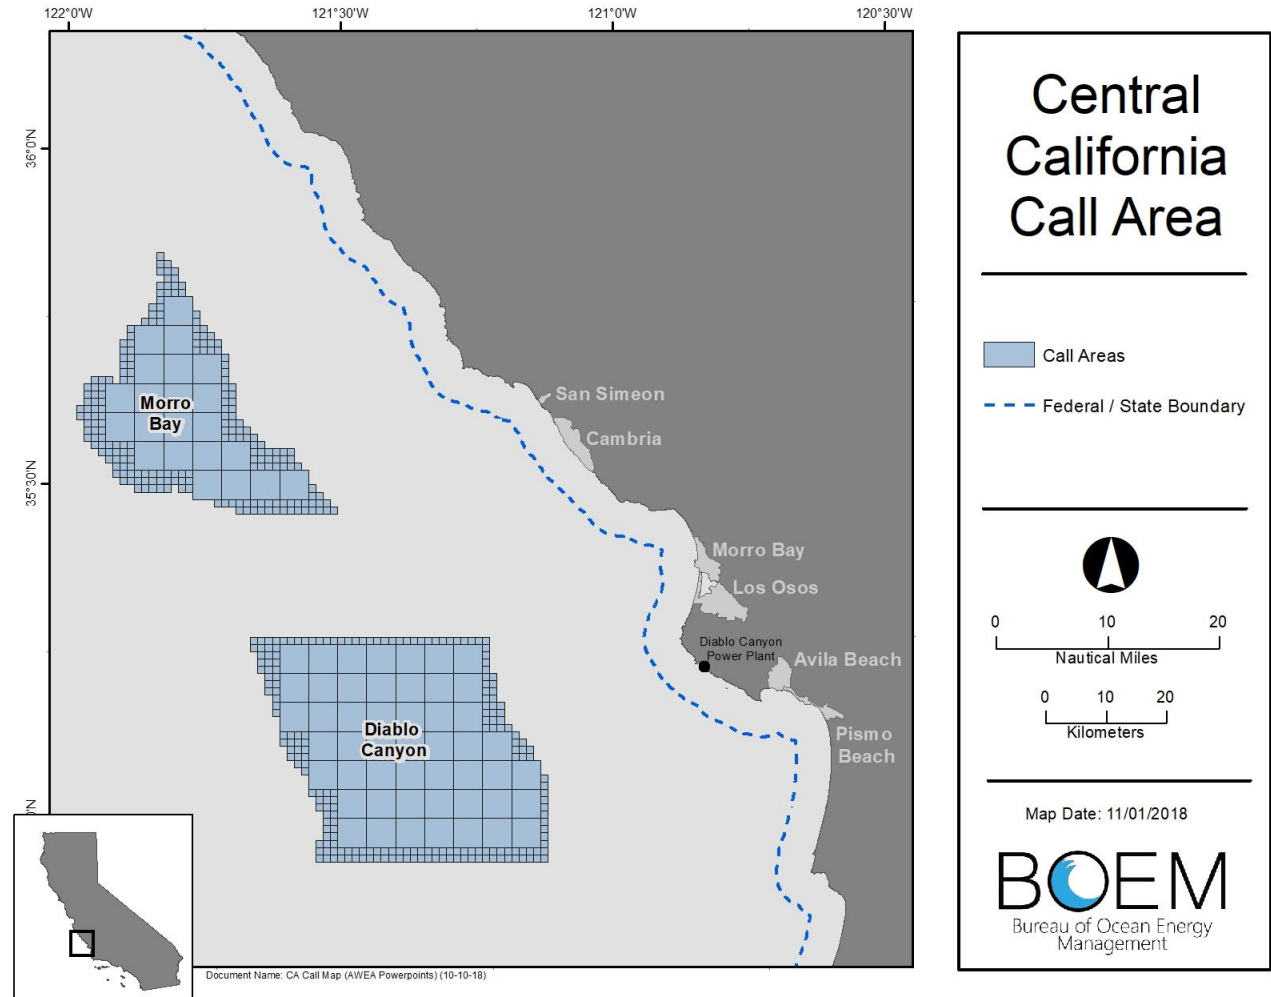 122°0'W 121°30'W 121°0'W 120°30'W
36°0'N
35°30'N
0'N
Morro
Bay
Diablo
Canyon
San Simeon
Cambria
Morro Bay
Los Osos
Diablo Canyon
Power Plant
Avila Beach
Pismo
Beach
Document Name: CA Call Map (AWEA Powerpoints) (10-10-18)
Central
California
Call Area
Call Areas
Federal / State Boundary
0 10 20
Nautical Miles
0 10 20
Kilometers
Map Date: 11/01/2018
BOEM
Bureau of Ocean Energy
Management